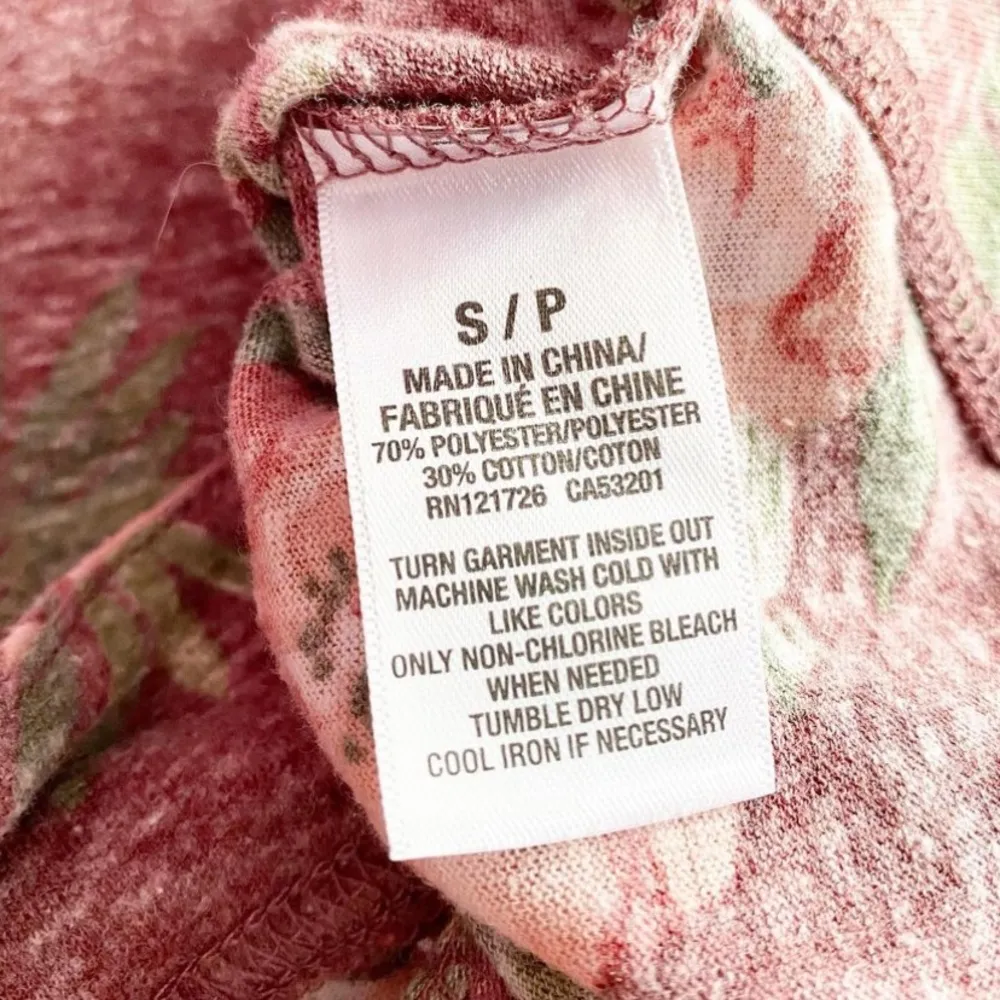 S / P
MADE IN CHINA/
FABRIQUÉ EN CHINE
70% POLYESTER/POLYESTER
30% COTTON/COTON
RN121726 CA53201
TURN GARMENT INSIDE OUT
MACHINE WASH COLD WITH
LIKE COLORS
ONLY NON-CHLORINE BLEACH
WHEN NEEDED
TUMBLE DRY LOW
COOL IRON IF NECESSARY